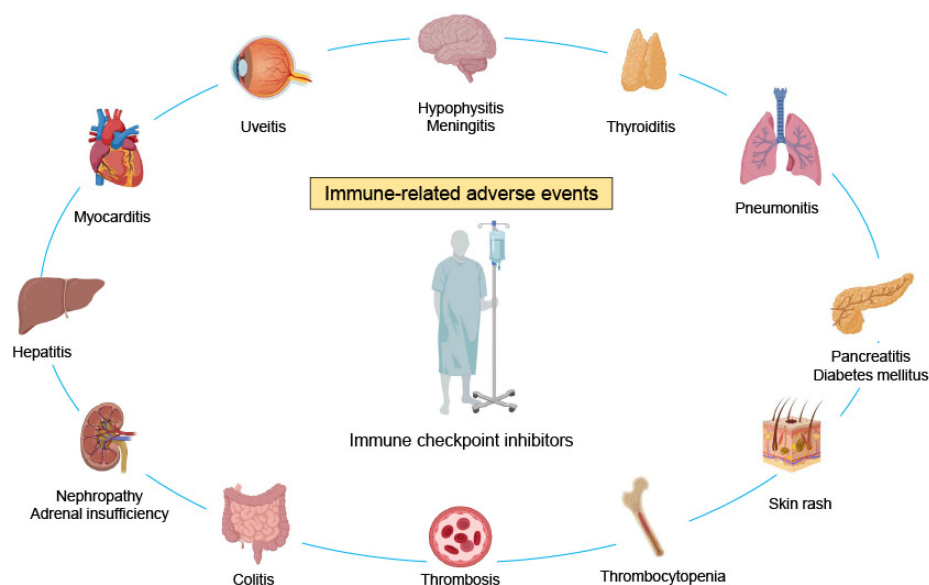 Hypophysitis
Meningitis
Uveitis
Thyroiditis
Myocarditis
Immune-related adverse events
Pneumonitis
Hepatitis
Pancreatitis
Diabetes mellitus
Immune checkpoint inhibitors
Nephropathy
Adrenal insufficiency
Skin rash
Colitis
Thrombosis
Thrombocytopenia